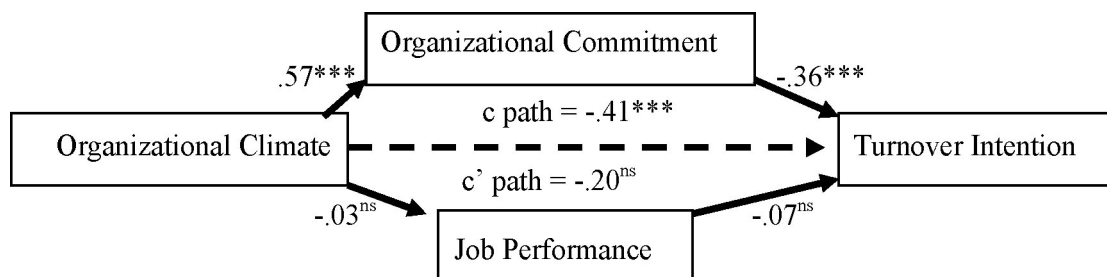 Organizational Commitment
.57***
-.36***
c path = -.41***
Organizational Climate
Turnover Intention
c’ path = -.20ns
-.03ns
-.07ns
Job Performance